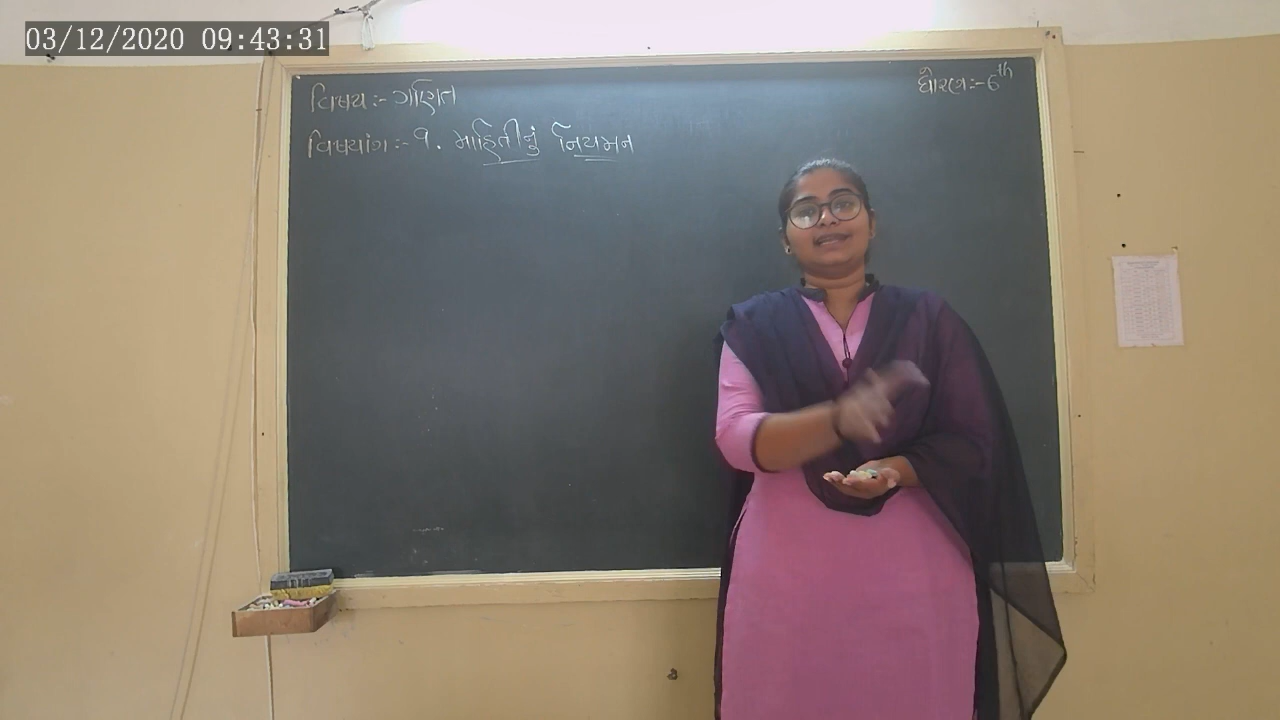 03/12/2020 09:43:31
વિષય :- ગણિત
ધોરણ :- 6th
વિષયાંગ :- ૧. માહિતીનું નિયમન